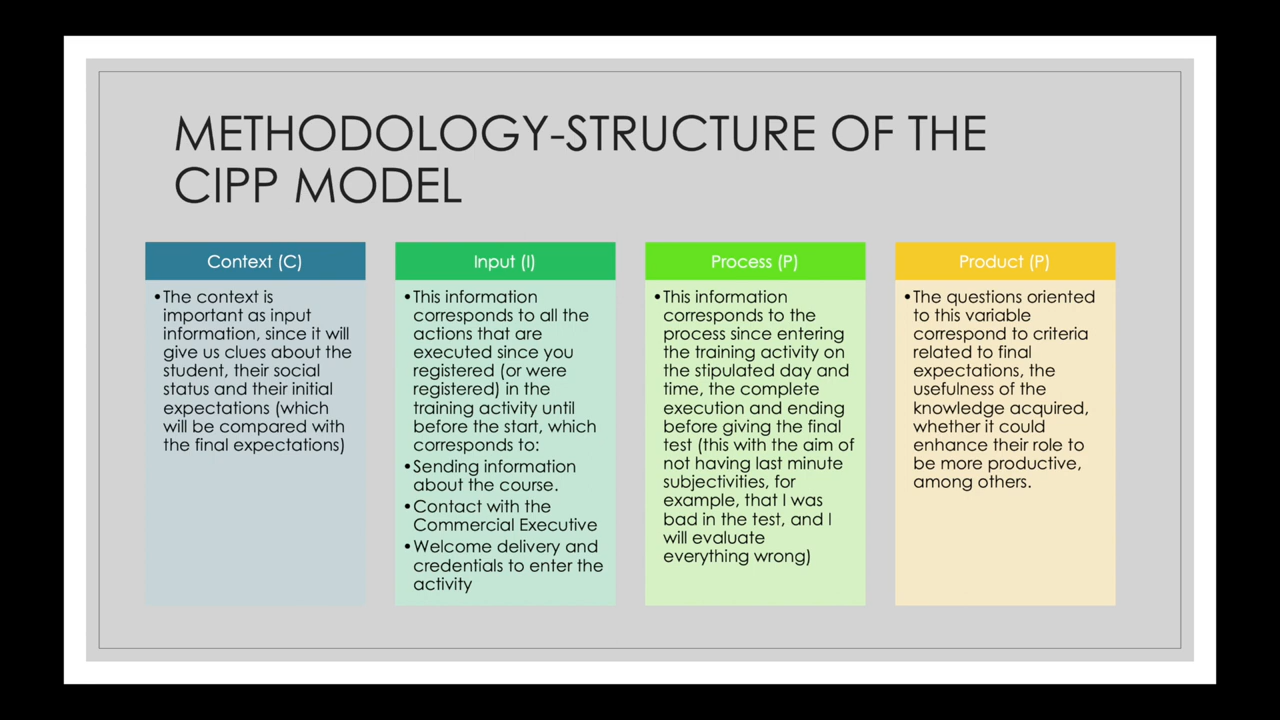 METHODOLOGY-STRUCTURE OF THE
CIPP MODEL
Context (C)
•The context is
important as input
information, since it will
give us clues about the
student, their social
status and their initial
expectations (which
will be compared with
the final expectations)
Input (I)
•This information
corresponds to all the
actions that are
executed since you
registered (or were
registered) in the
training activity until
before the start, which
corresponds to:
•Sending information
about the course.
•Contact with the
Commercial Executive
•Welcome delivery and
credentials to enter the
activity
Process (P)
•This information
corresponds to the
process since entering
the training activity on
the stipulated day and
time, the complete
execution and ending
before giving the final
test (this with the aim of
not having last minute
subjectivities, for
example, that I was
bad in the test, and I
will evaluate
everything wrong)
Product (P)
•The questions oriented
to this variable
correspond to criteria
related to final
expectations, the
usefulness of the
knowledge acquired,
whether it could
enhance their role to
be more productive,
among others.